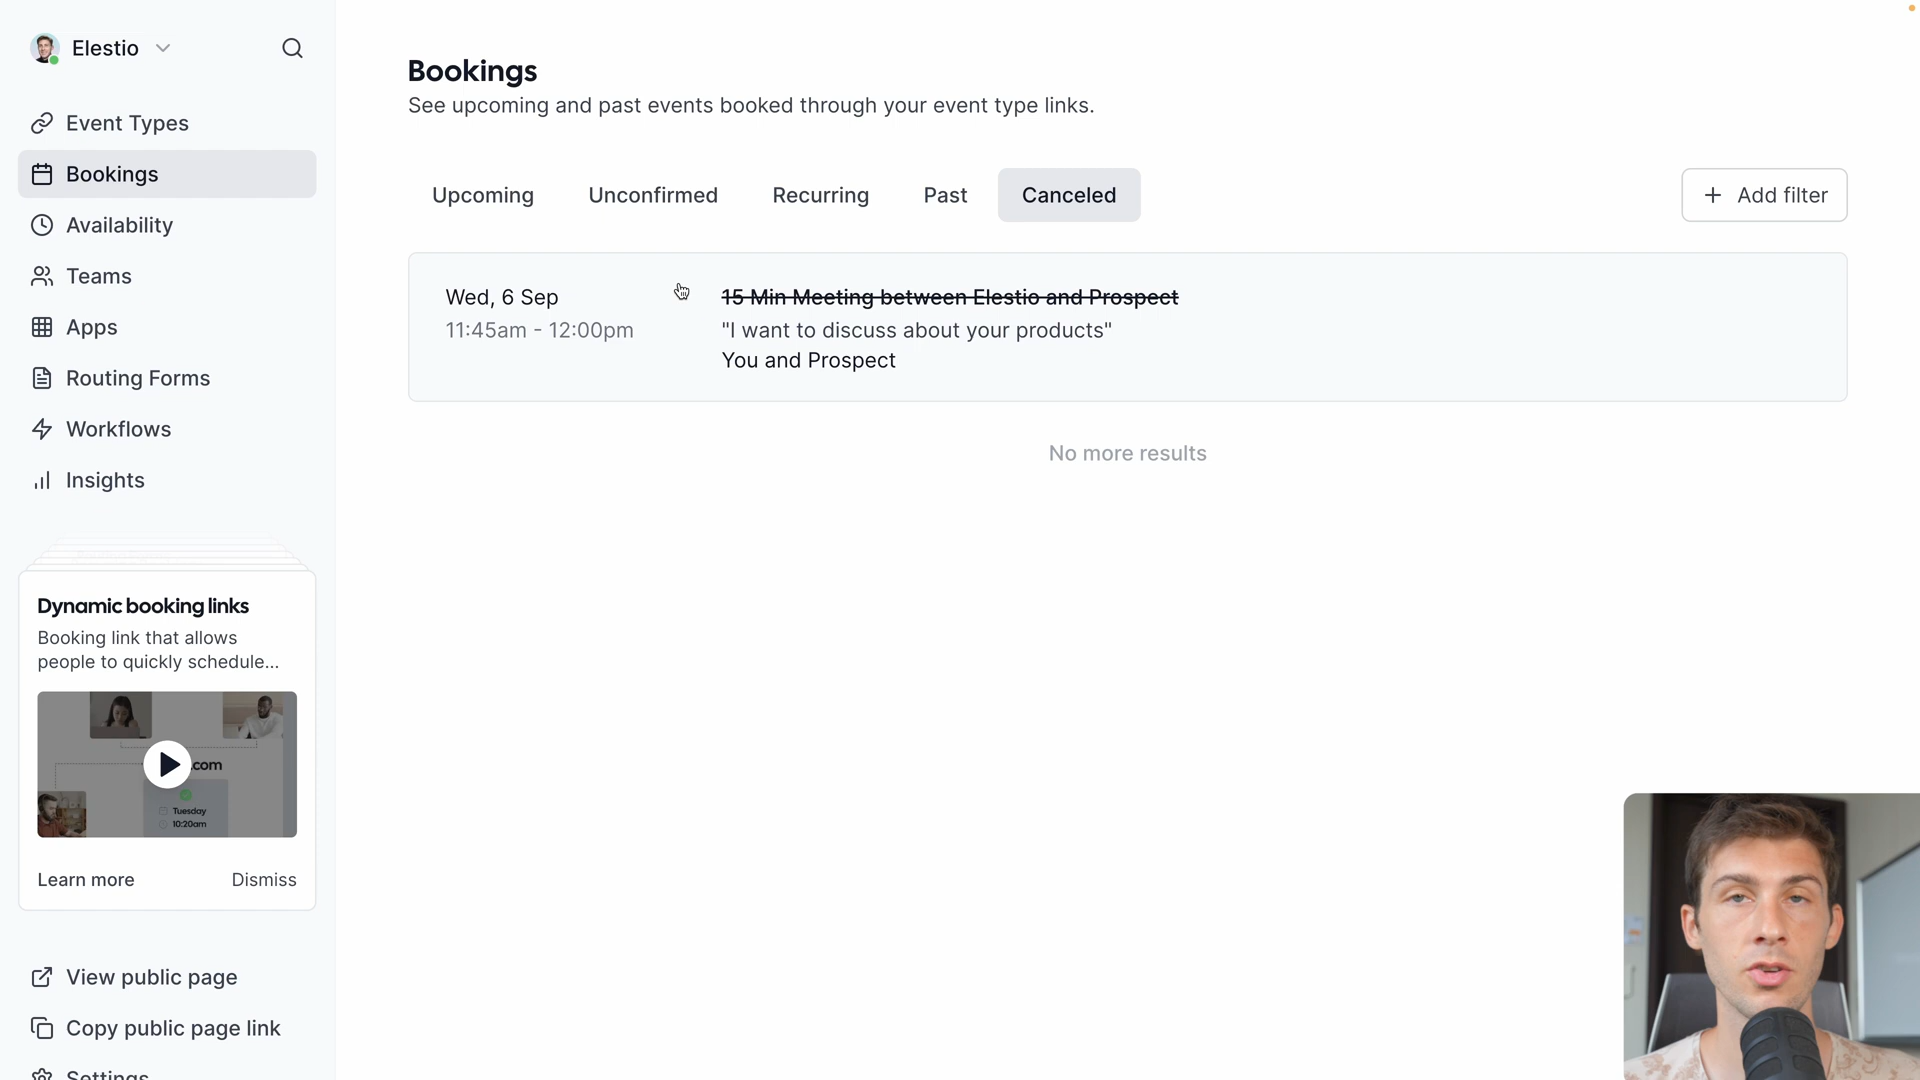 Elestio
Event Types
Bookings
Availability
Teams
Apps
Routing Forms
Workflows
Insights
Dynamic booking links
Booking link that allows
people to quickly schedule...
.com
Tuesday
10:20am
Learn more
Dismiss
View public page
Copy public page link
Settings
Bookings
See upcoming and past events booked through your event type links.
Upcoming
Unconfirmed
Recurring
Past
Canceled
Add filter
Wed, 6 Sep
11:45am - 12:00pm
15 Min Meeting between Elestio and Prospect
"I want to discuss about your products"
You and Prospect
No more results